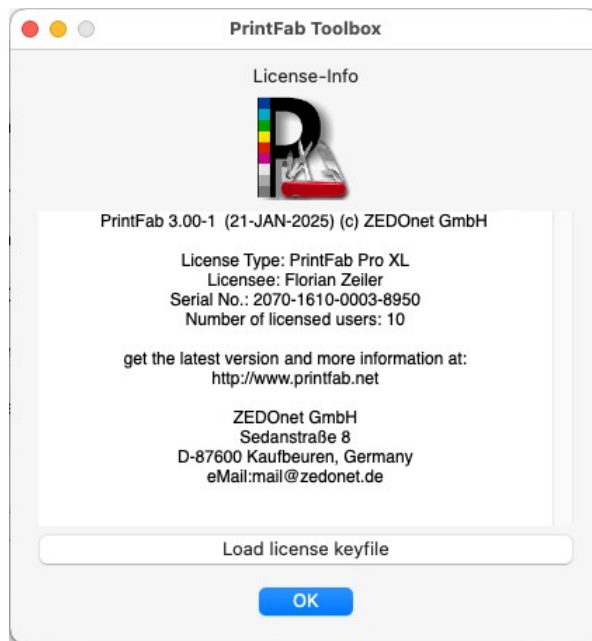 PrintFab Toolbox
License-Info
PrintFab 3.00-1 (21-JAN-2025) (c) ZEDOnet GmbH
License Type: PrintFab Pro XL
Licensee: Florian Zeiler
Serial No.: 2070-1610-0003-8950
Number of licensed users: 10
get the latest version and more information at:
http://www.printfab.net
ZEDOnet GmbH
Sedanstraße 8
D-87600 Kaufbeuren, Germany
eMail:mail@zedonet.de
Load license keyfile
OK